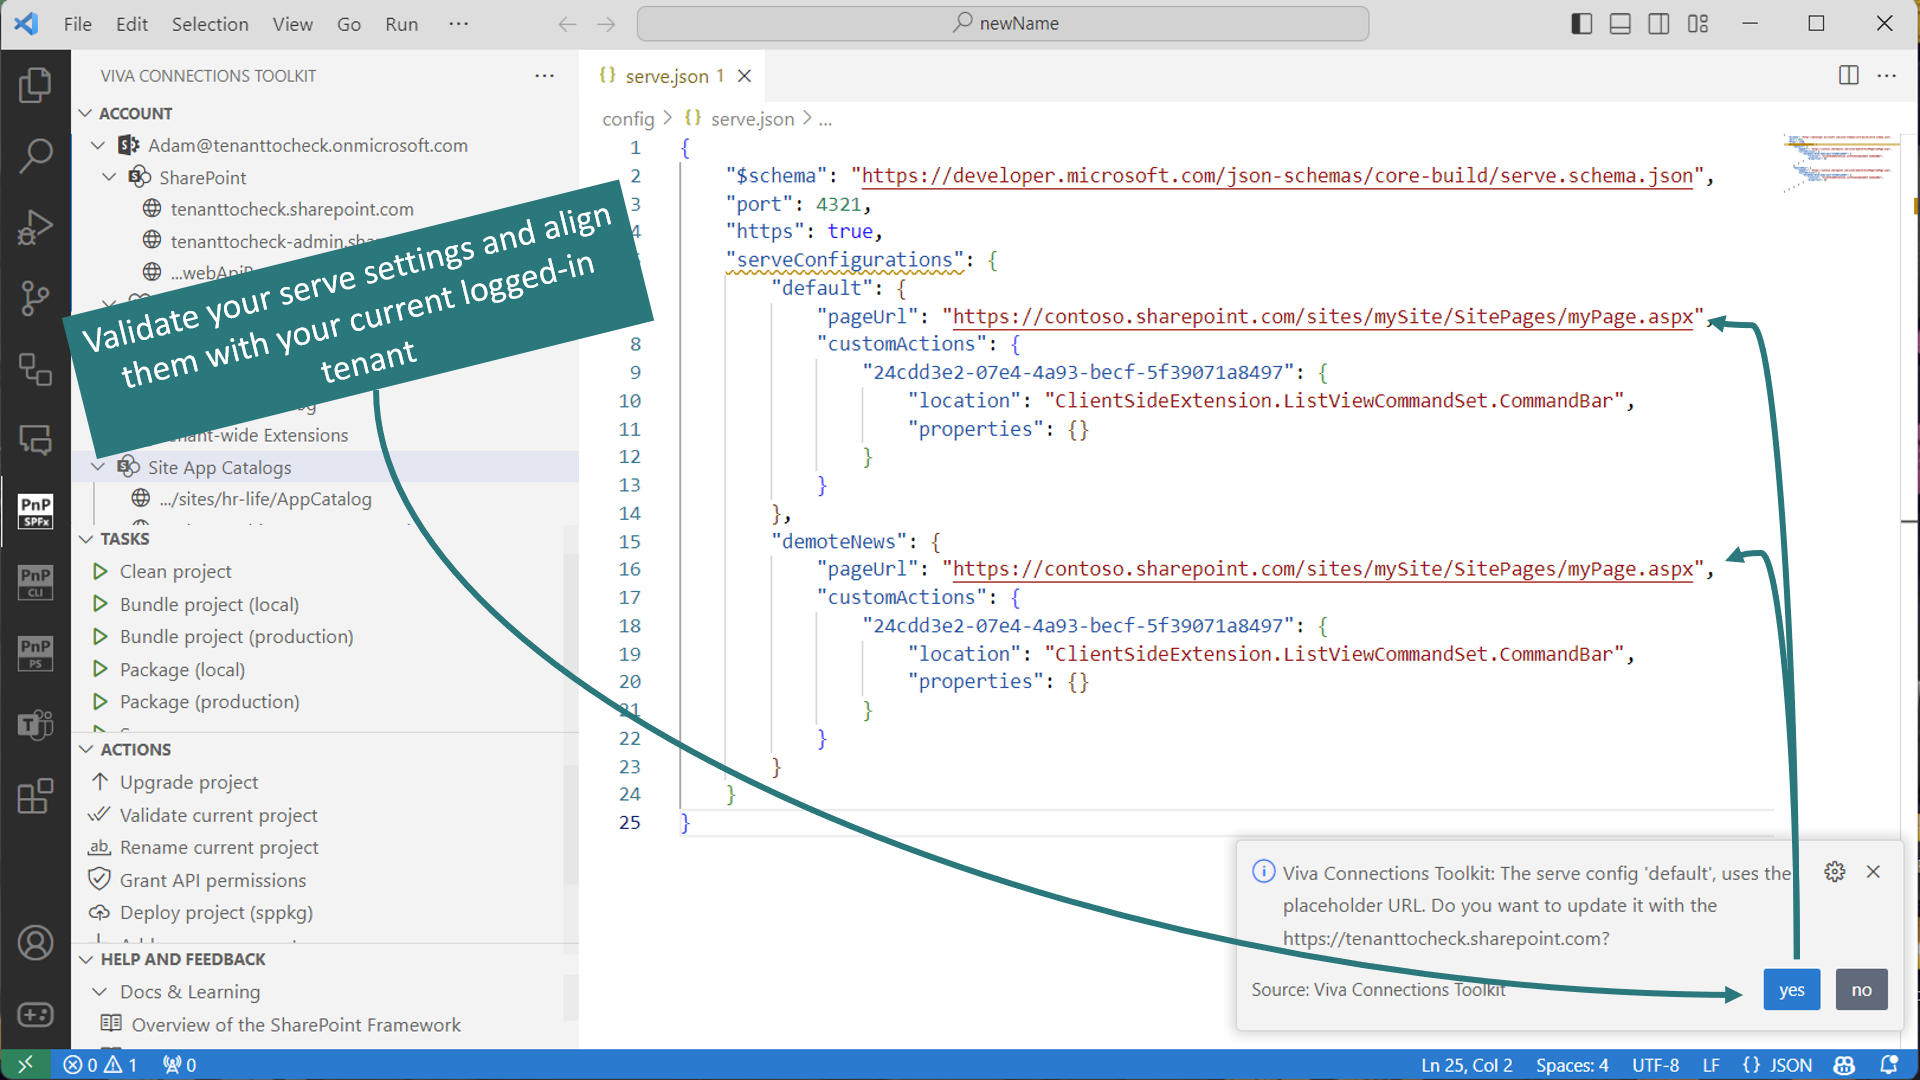 File Edit Selection View Go Run ···
newName
VIVA CONNECTIONS TOOLKIT ···
ACCOUNT
Adam@tenanttocheck.onmicrosoft.com
SharePoint
tenanttocheck.sharepoint.com
tenanttocheck-admin.sha
...webApiP
Validate your serve settings and align
them with your current logged-in
tenant
nant-wide Extensions
Site App Catalogs
.../sites/hr-life/AppCatalog
TASKS
Clean project
Bundle project (local)
Bundle project (production)
Package (local)
Package (production)
ACTIONS
Upgrade project
Validate current project
Rename current project
Grant API permissions
Deploy project (sppkg)
HELP AND FEEDBACK
Docs & Learning
Overview of the SharePoint Framework
PnP
SPFx
PnP
CLI
PnP
PS
{} serve.json 1
config > {} serve.json > ...
1 {
2 "$schema": "https://developer.microsoft.com/json-schemas/core-build/serve.schema.json",
3 "port": 4321,
4 "https": true,
"serveConfigurations": {
"default": {
"pageUrl": "https://contoso.sharepoint.com/sites/mySite/SitePages/myPage.aspx",
8 "customActions": {
9 "24cdd3e2-07e4-4a93-becf-5f39071a8497": {
10 "location": "ClientSideExtension.ListViewCommandSet.CommandBar",
11 "properties": {}
12 }
13 }
14 },
15 "demoteNews": {
16 "pageUrl": "https://contoso.sharepoint.com/sites/mySite/SitePages/myPage.aspx",
17 "customActions": {
18 "24cdd3e2-07e4-4a93-becf-5f39071a8497": {
19 "location": "ClientSideExtension.ListViewCommandSet.CommandBar",
20 "properties": {}
21 }
22 }
23 }
24 }
25 }
Viva Connections Toolkit: The serve config 'default', uses the
placeholder URL. Do you want to update it with the
https://tenanttocheck.sharepoint.com?
Source: Viva Connections Toolkit
yes no
0 1 0
Ln 25, Col 2 Spaces: 4 UTF-8 LF {} JSON